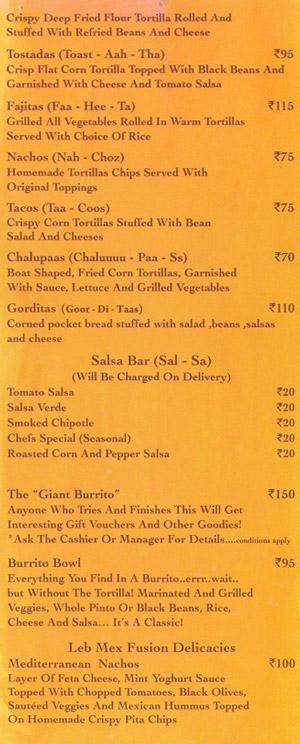 Crispy Deep Fried Flour Tortilla Rolled And
Stuffed With Refried Beans And Cheese
Tostadas (Toast - Aah - Tha) ₹95
Crisp Flat Corn Tortilla Topped With Black Beans And
Garnished With Cheese And Tomato Salsa
Fajitas (Faa - Hee - Ta) ₹115
Grilled All Vegetables Rolled In Warm Tortillas
Served With Choice Of Rice
Nachos (Nah - Choz) ₹75
Homemade Tortillas Chips Served With
Original Toppings
Tacos (Taa - Coos) ₹75
Crispy Corn Tortillas Stuffed With Bean
Salad And Cheeses
Chalupaas (Chaluuuu - Paa - Ss) ₹70
Boat Shaped, Fried Corn Tortillas, Garnished
With Sauce, Lettuce And Grilled Vegetables
Gorditas (Goor - Di - Taas) ₹110
Corned pocket bread stuffed with salad ,beans ,salsas
and cheese
Salsa Bar (Sal - Sa)
(Will Be Charged On Delivery)
Tomato Salsa ₹20
Salsa Verde ₹20
Smoked Chipotle ₹20
Chefs Special (Seasonal) ₹20
Roasted Corn And Pepper Salsa ₹20
The "Giant Burrito" ₹150
Anyone Who Tries And Finishes This Will Get
Interesting Gift Vouchers And Other Goodies!
*Ask The Cashier Or Manager For Details....conditions apply
Burrito Bowl ₹95
Everything You Find In A Burrito..errr..wait..
but Without The Tortilla! Marinated And Grilled
Veggies, Whole Pinto Or Black Beans, Rice,
Cheese And Salsa... It's A Classic!
Leb Mex Fusion Delicacies
Mediterranean Nachos ₹100
Layer Of Feta Cheese, Mint Yoghurt Sauce
Topped With Chopped Tomatoes, Black Olives,
Sautéed Veggies And Mexican Hummus Topped
On Homemade Crispy Pita Chips